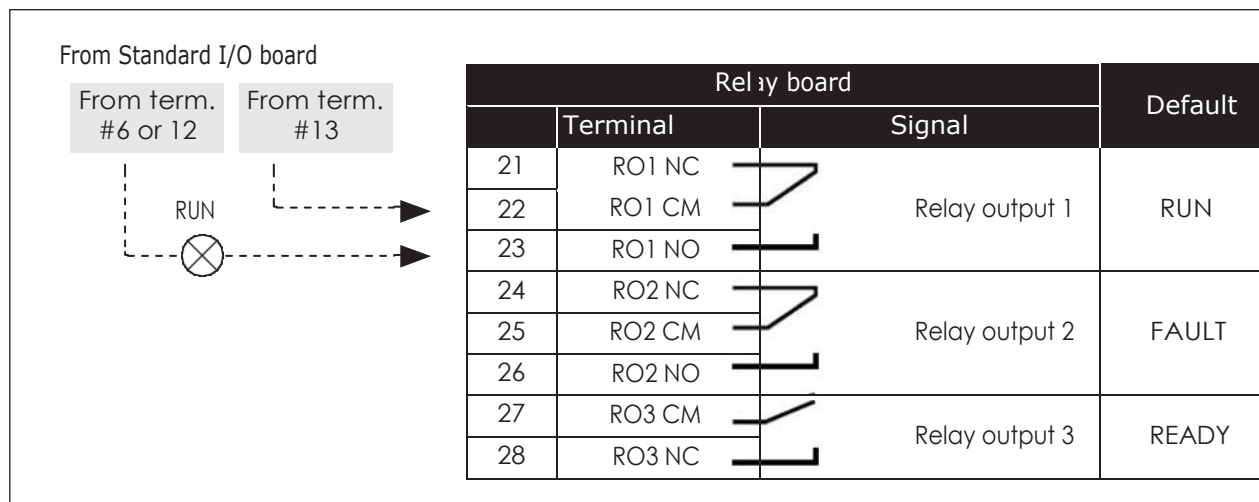 From Standard I/O board
From term. #6 or 12
From term. #13
RUN
Relay board
Default
Terminal
Signal
21 RO1 NC
22 RO1 CM Relay output 1 RUN
23 RO1 NO
24 RO2 NC
25 RO2 CM Relay output 2 FAULT
26 RO2 NO
27 RO3 CM Relay output 3 READY
28 RO3 NC